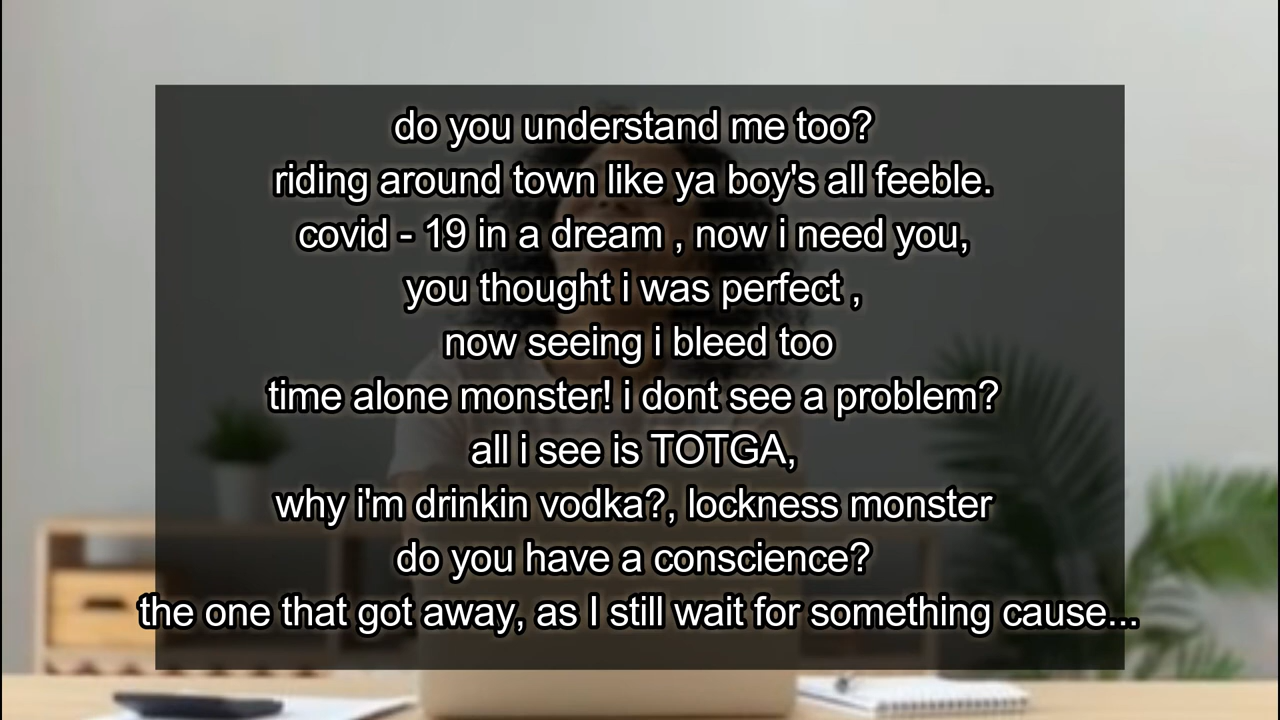 do you understand me too?
riding around town like ya boy's all feeble.
covid - 19 in a dream , now i need you,
you thought i was perfect ,
now seeing i bleed too
time alone monster! i dont see a problem?
all i see is TOTGA,
why i'm drinkin vodka?, lockness monster
do you have a conscience?
the one that got away, as I still wait for something cause...